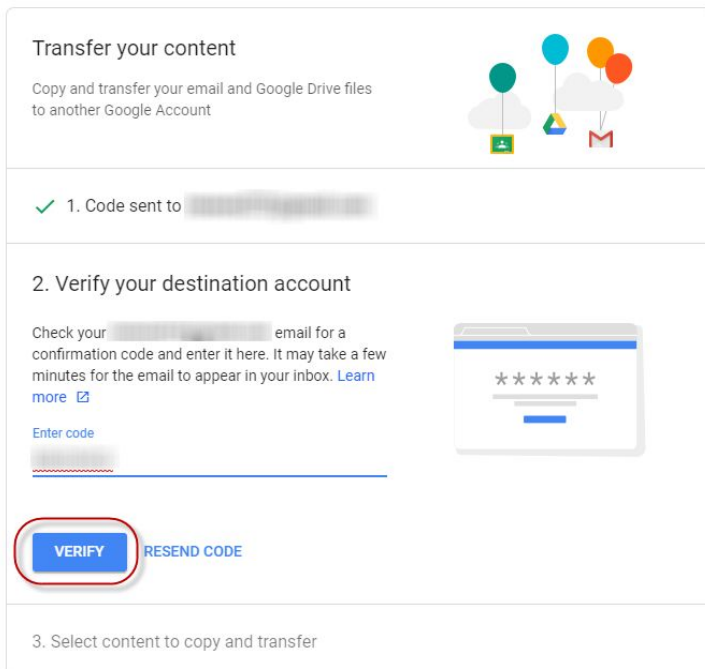 Transfer your content
Copy and transfer your email and Google Drive files
to another Google Account
1. Code sent to
2. Verify your destination account
Check your email for a
confirmation code and enter it here. It may take a few
minutes for the email to appear in your inbox. Learn
more
Enter code
******
VERIFY RESEND CODE
3. Select content to copy and transfer